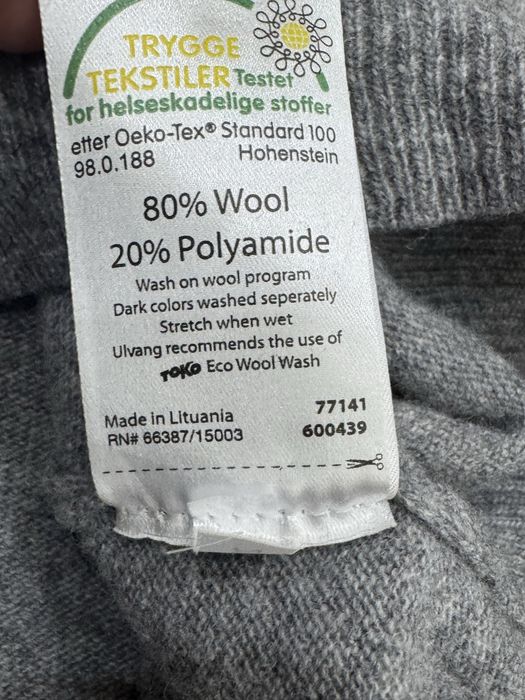 TRYGGE
TEKSTILER Testet
for helseskadelige stoffer
etter Oeko-Tex® Standard 100
98.0.188 Hohenstein
80% Wool
20% Polyamide
Wash on wool program
Dark colors washed seperately
Stretch when wet
Ulvang recommends the use of
TOKO Eco Wool Wash
Made in Lituania 77141
RN# 66387/15003 600439